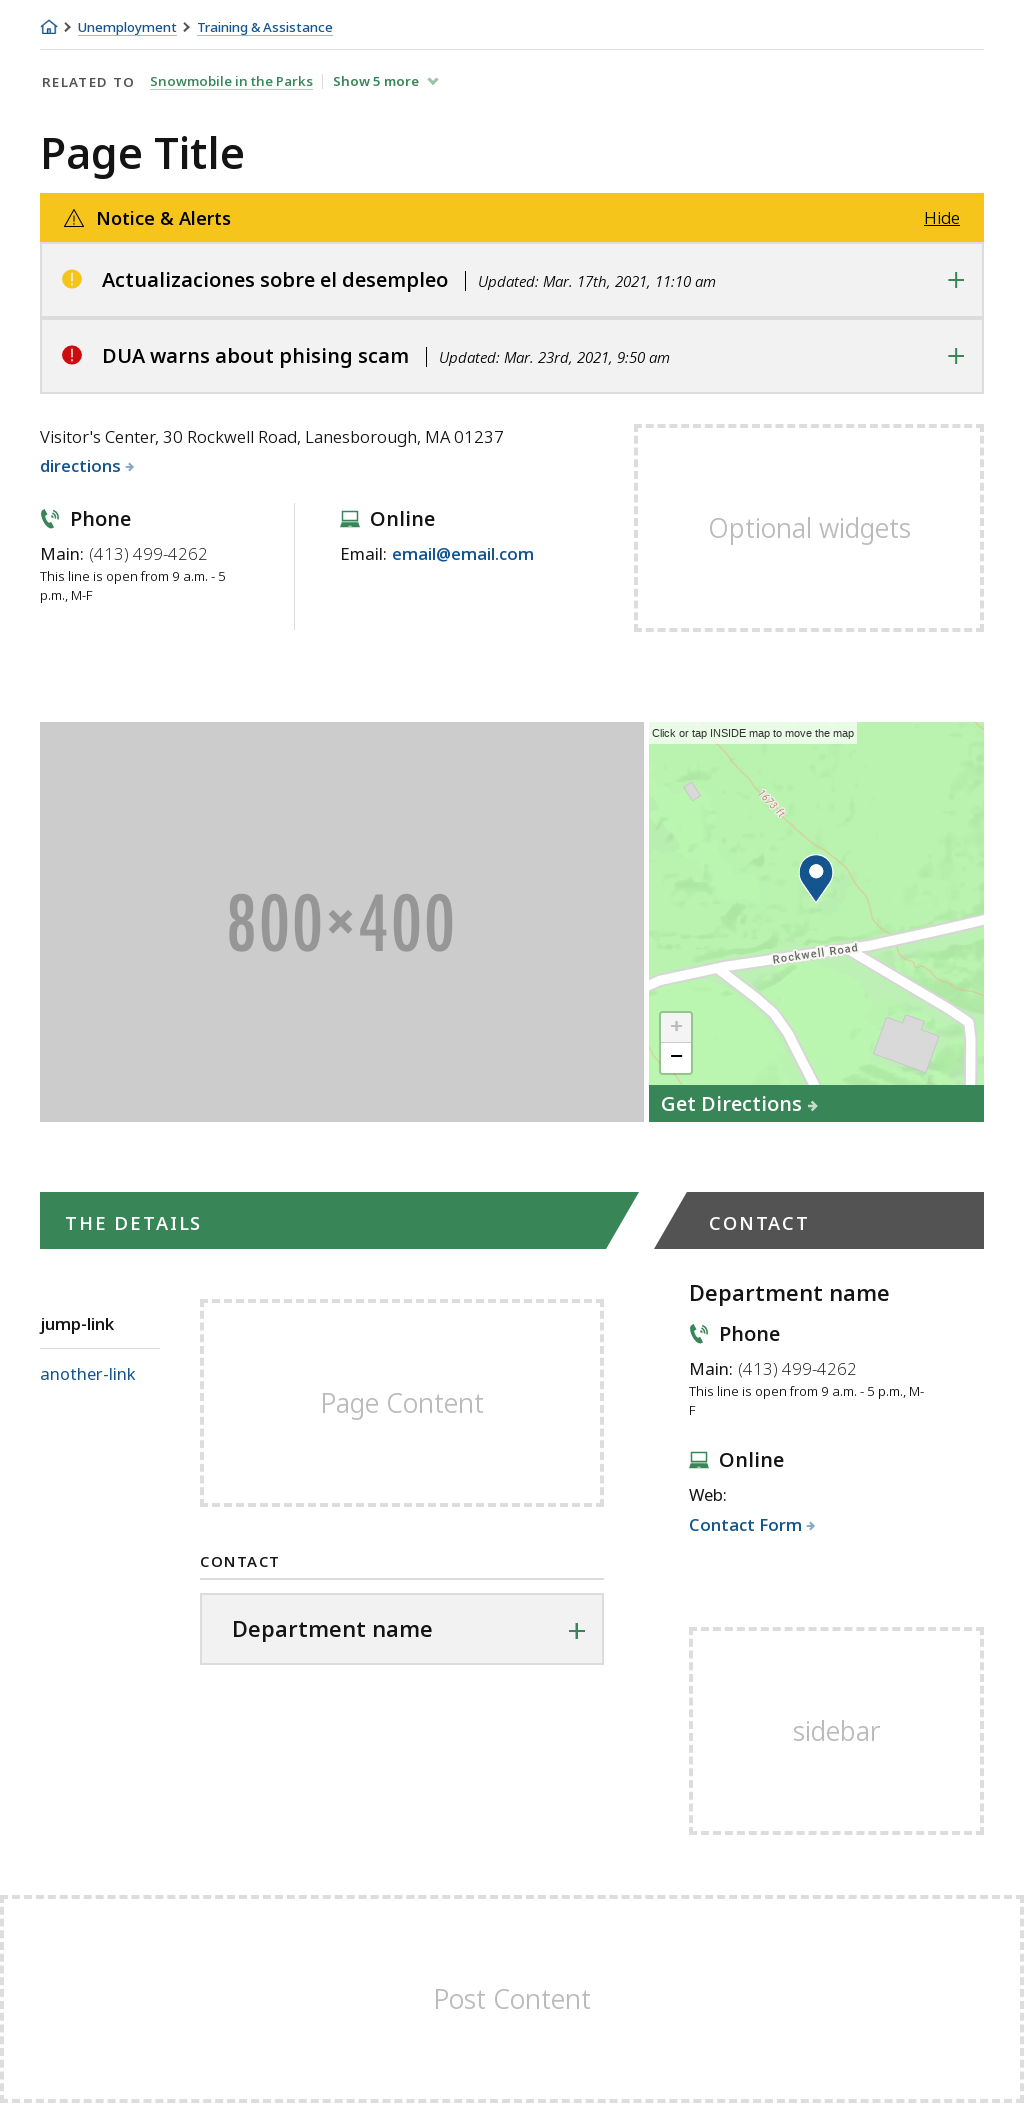 Unemployment > Training & Assistance
RELATED TO Snowmobile in the Parks Show 5 more
Page Title
Notice & Alerts Hide
Actualizaciones sobre el desempleo | Updated: Mar. 17th, 2021, 11:10 am
DUA warns about phising scam | Updated: Mar. 23rd, 2021, 9:50 am
Visitor's Center, 30 Rockwell Road, Lanesborough, MA 01237
directions
Optional widgets
Phone
Main: (413) 499-4262
This line is open from 9 a.m. - 5
p.m., M-F
Online
Email: email@email.com
800×400
Click or tap INSIDE map to move the map
1673 ft
Rockwell Road
+
−
Get Directions
THE DETAILS
jump-link
another-link
Page Content
CONTACT
Department name
CONTACT
Department name
Phone
Main: (413) 499-4262
This line is open from 9 a.m. - 5 p.m., M-
F
Online
Web:
Contact Form
sidebar
Post Content